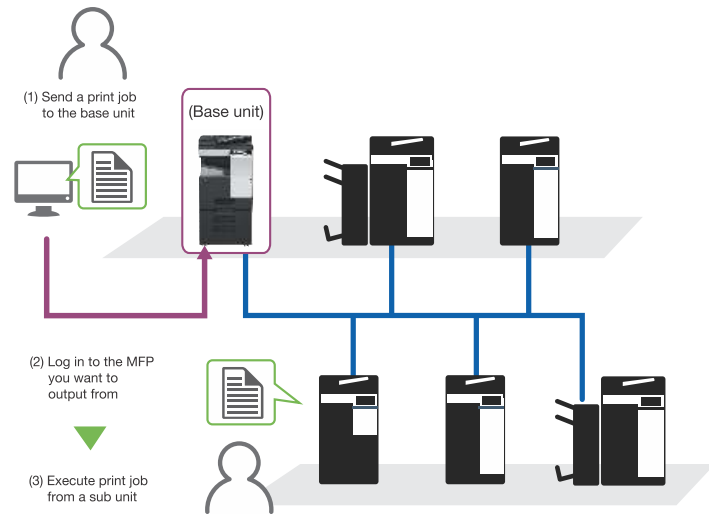 (1) Send a print job
to the base unit
(Base unit)
(2) Log in to the MFP
you want to
output from
(3) Execute print job
from a sub unit